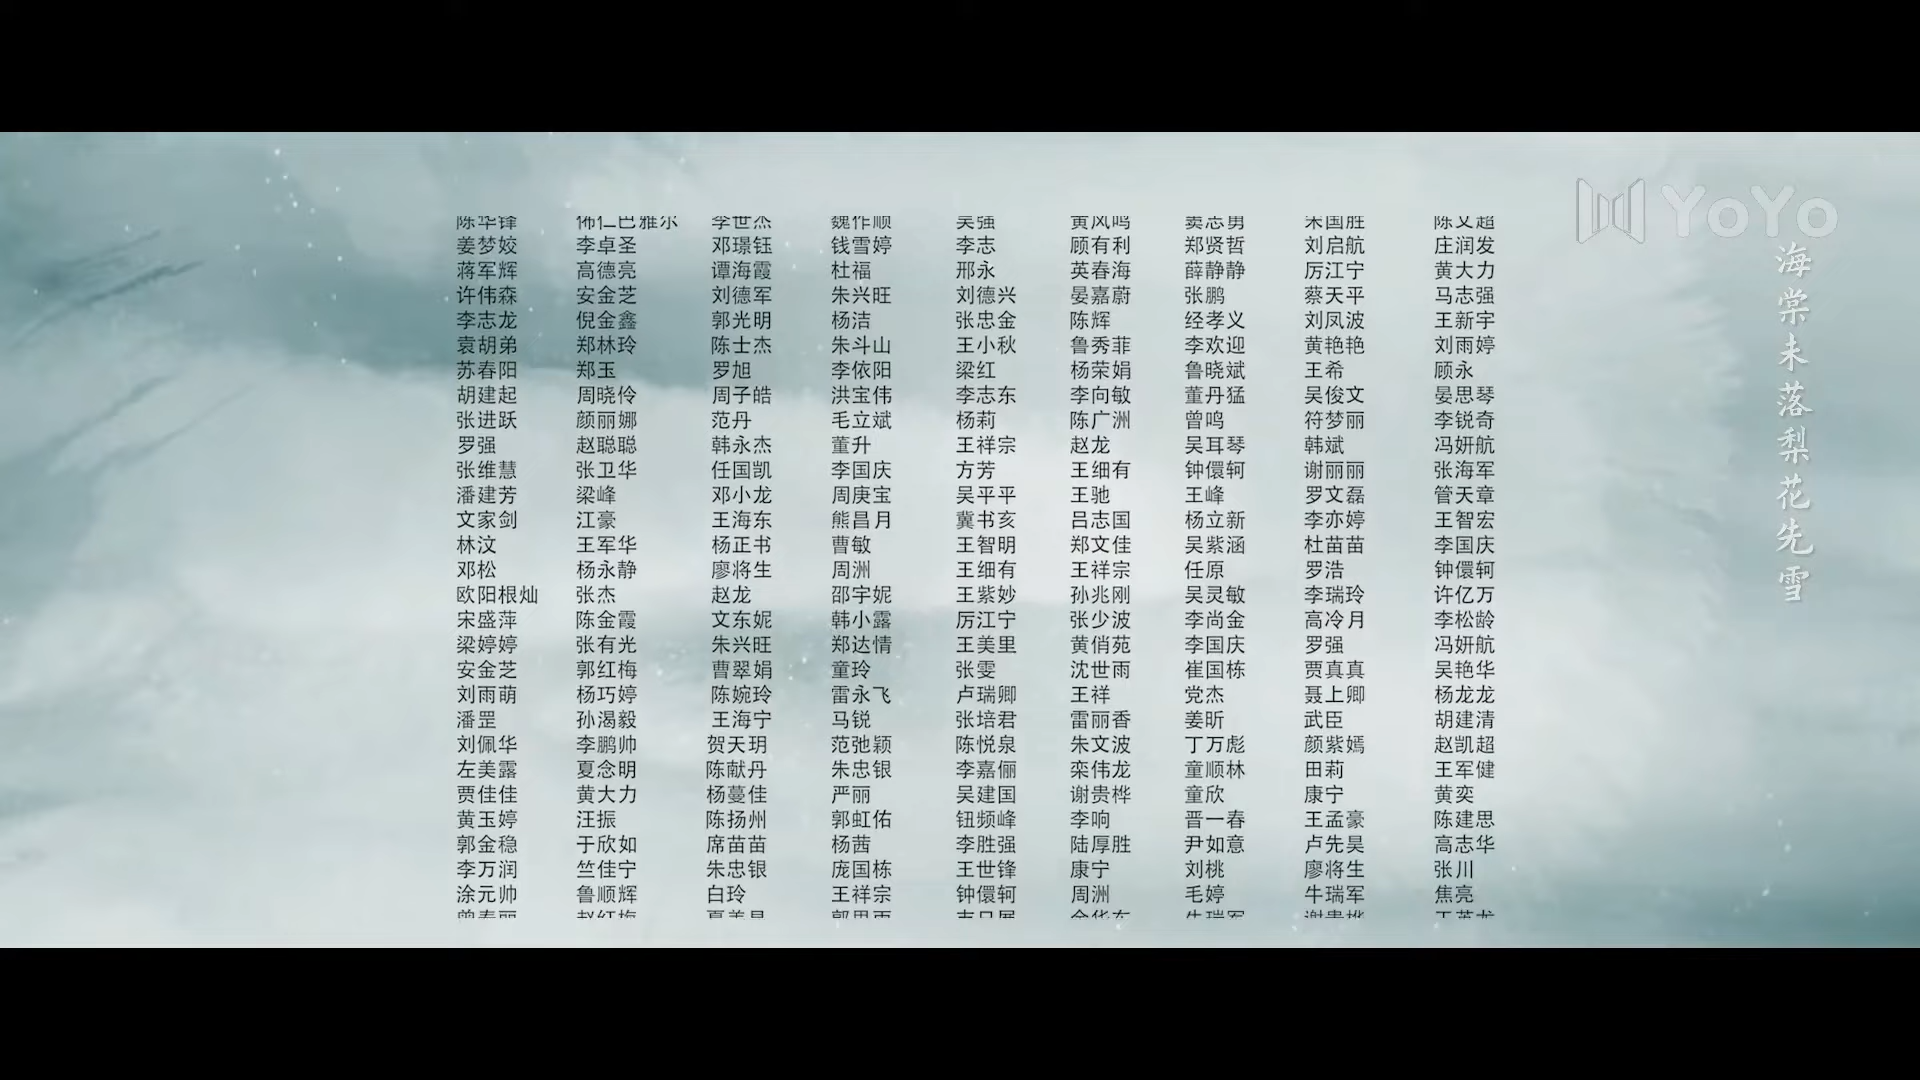 YoYo
海棠未落梨花先雪
陈华锋 佈仁巴雅尔 李世杰 魏作顺 吴强 黄凤鸣 窦志勇 朱国胜 陈义超
姜梦姣 李卓圣 邓璟钰 钱雪婷 李志 顾有利 郑贤哲 刘启航 庄润发
蒋军辉 高德亮 谭海霞 杜福 邢永 英春海 薛静静 厉江宁 黄大力
许伟森 安金芝 刘德军 朱兴旺 刘德兴 晏嘉蔚 张鹏 蔡天平 马志强
李志龙 倪金鑫 郭光明 杨洁 张忠金 陈辉 经孝义 刘凤波 王新宇
袁胡弟 郑林玲 陈士杰 朱斗山 王小秋 鲁秀菲 李欢迎 黄艳艳 刘雨婷
苏春阳 郑玉 罗旭 李依阳 梁红 杨荣娟 鲁晓斌 王希 顾永
胡建起 周晓伶 周子皓 洪宝伟 李志东 李向敏 董丹猛 吴俊文 晏思琴
张进跃 颜丽娜 范丹 毛立斌 杨莉 陈广洲 曾鸣 符梦丽 李锐奇
罗强 赵聪聪 韩永杰 董升 王祥宗 赵龙 吴耳琴 韩斌 冯妍航
张维慧 张卫华 任国凯 李国庆 方芳 王细有 钟儇轲 谢丽丽 张海军
潘建芳 梁峰 邓小龙 周庚宝 吴平平 王驰 王峰 罗文磊 管天章
文家剑 江豪 王海东 熊昌月 冀书亥 吕志国 杨立新 李亦婷 王智宏
林汶 王军华 杨正书 曹敏 王智明 郑文佳 吴紫涵 杜苗苗 李国庆
邓松 杨永静 廖将生 周洲 王细有 王祥宗 任原 罗浩 钟儇轲
欧阳根灿 张杰 赵龙 邵宇妮 王紫妙 孙兆刚 吴灵敏 李瑞玲 许亿万
宋盛萍 陈金霞 文东妮 韩小露 厉江宁 张少波 李尚金 高冷月 李松龄
梁婷婷 张有光 朱兴旺 郑达情 王美里 黄俏苑 李国庆 罗强 冯妍航
安金芝 郭红梅 曹翠娟 童玲 张雯 沈世雨 崔国栋 贾真真 吴艳华
刘雨萌 杨巧婷 陈婉玲 雷永飞 卢瑞卿 王祥 党杰 聂上卿 杨龙龙
潘罡 孙渴毅 王海宁 马锐 张培君 雷丽香 姜昕 武臣 胡建清
刘佩华 李鹏帅 贺天玥 范弛颖 陈悦泉 朱文波 丁万彪 颜紫嫣 赵凯超
左美露 夏念明 陈献丹 朱忠银 李嘉俪 栾伟龙 童顺林 田莉 王军健
贾佳佳 黄大力 杨蔓佳 严丽 吴建国 谢贵桦 童欣 康宁 黄奕
黄玉婷 汪振 陈扬州 郭虹佑 钮频峰 李响 晋一春 王孟豪 陈建思
郭金稳 于欣如 席苗苗 杨茜 李胜强 陆厚胜 尹如意 卢先昊 高志华
李万润 竺佳宁 朱忠银 庞国栋 王世锋 康宁 刘桃 廖将生 张川
涂元帅 鲁顺辉 白玲 王祥宗 钟儇轲 周洲 毛婷 牛瑞军 焦亮